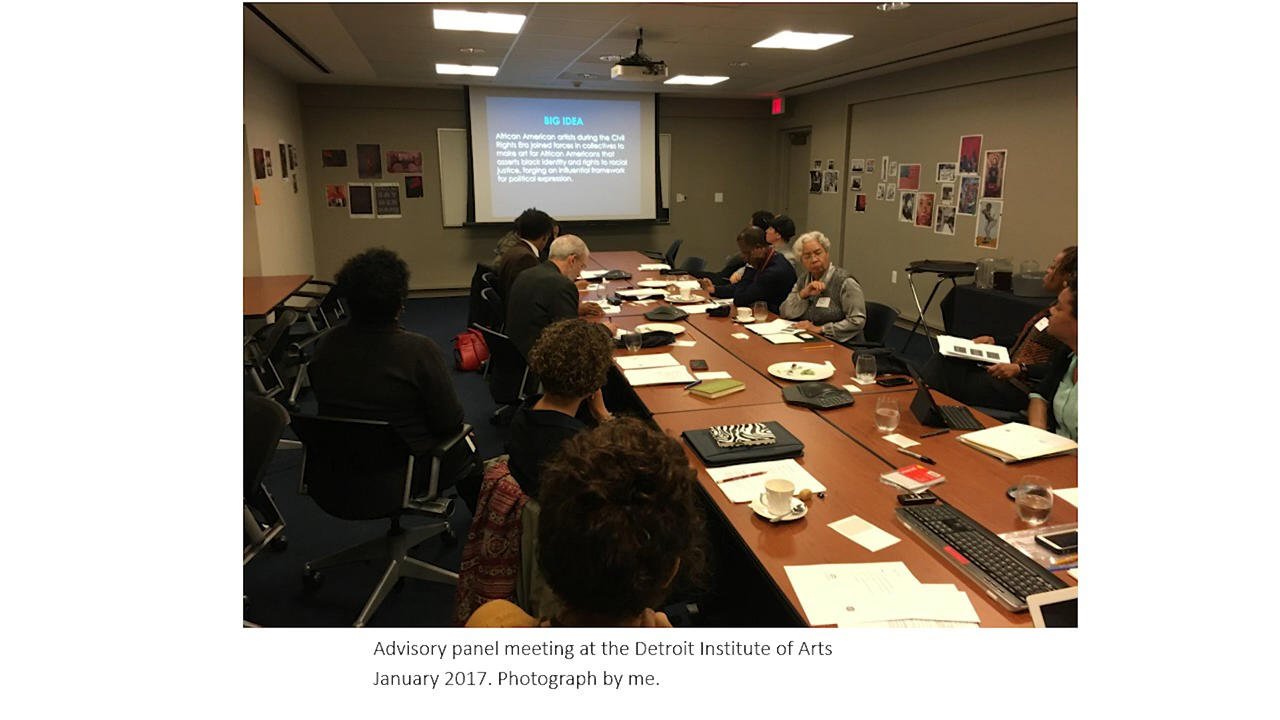 BIG IDEA
African American artists during the Civil
Rights Era joined forces in collectives to
make art for African Americans that
asserts black identity and rights to racial
justice, forging an influential framework
for political expression.
Advisory panel meeting at the Detroit Institute of Arts
January 2017. Photograph by me.